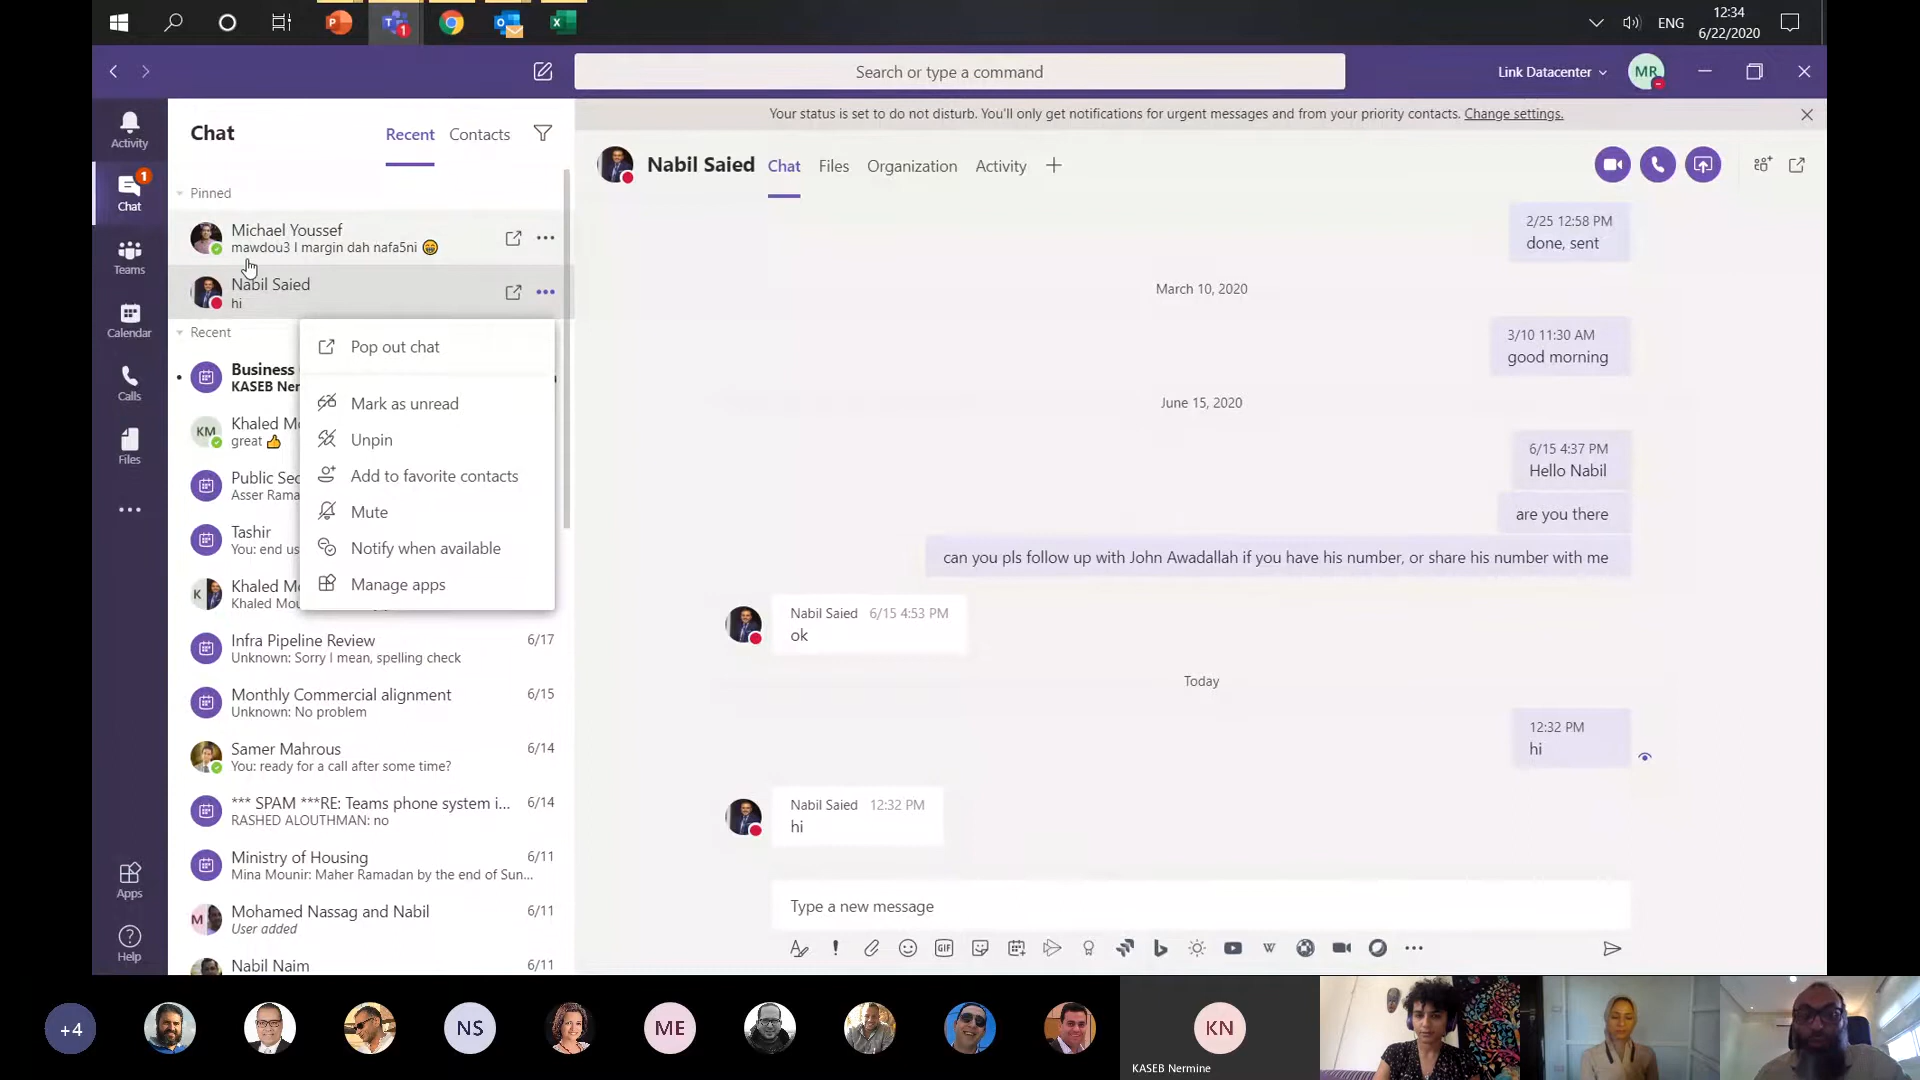 ENG
12:34
6/22/2020
1
Search or type a command
Link Datacenter
MR
Activity
Chat
1
Teams
Calendar
Calls
Files
Apps
Help
Chat
Recent
Contacts
Pinned
Michael Youssef
mawdou3 l margin dah nafa5ni
Nabil Saied
hi
Recent
Business
KASEB Ner
KM
Khaled Mo
great
Public Sec
Asser Rama
Tashir
You: end us
K
Khaled Mo
Khaled Mou
Infra Pipeline Review
6/17
Unknown: Sorry I mean, spelling check
Monthly Commercial alignment
6/15
Unknown: No problem
Samer Mahrous
6/14
You: ready for a call after some time?
*** SPAM ***RE: Teams phone system i...
6/14
RASHED ALOUTHMAN: no
Ministry of Housing
6/11
Mina Mounir: Maher Ramadan by the end of Sun...
M
Mohamed Nassag and Nabil
6/11
User added
Nabil Naim
6/11
Pop out chat
Mark as unread
Unpin
Add to favorite contacts
Mute
Notify when available
Manage apps
Your status is set to do not disturb. You'll only get notifications for urgent messages and from your priority contacts. Change settings.
Nabil Saied
Chat
Files
Organization
Activity
2/25 12:58 PM
done, sent
March 10, 2020
3/10 11:30 AM
good morning
June 15, 2020
6/15 4:37 PM
Hello Nabil
are you there
can you pls follow up with John Awadallah if you have his number, or share his number with me
Nabil Saied 6/15 4:53 PM
ok
Today
12:32 PM
hi
Nabil Saied 12:32 PM
hi
Type a new message
GIF
+4
NS
ME
KN
KASEB Nermine